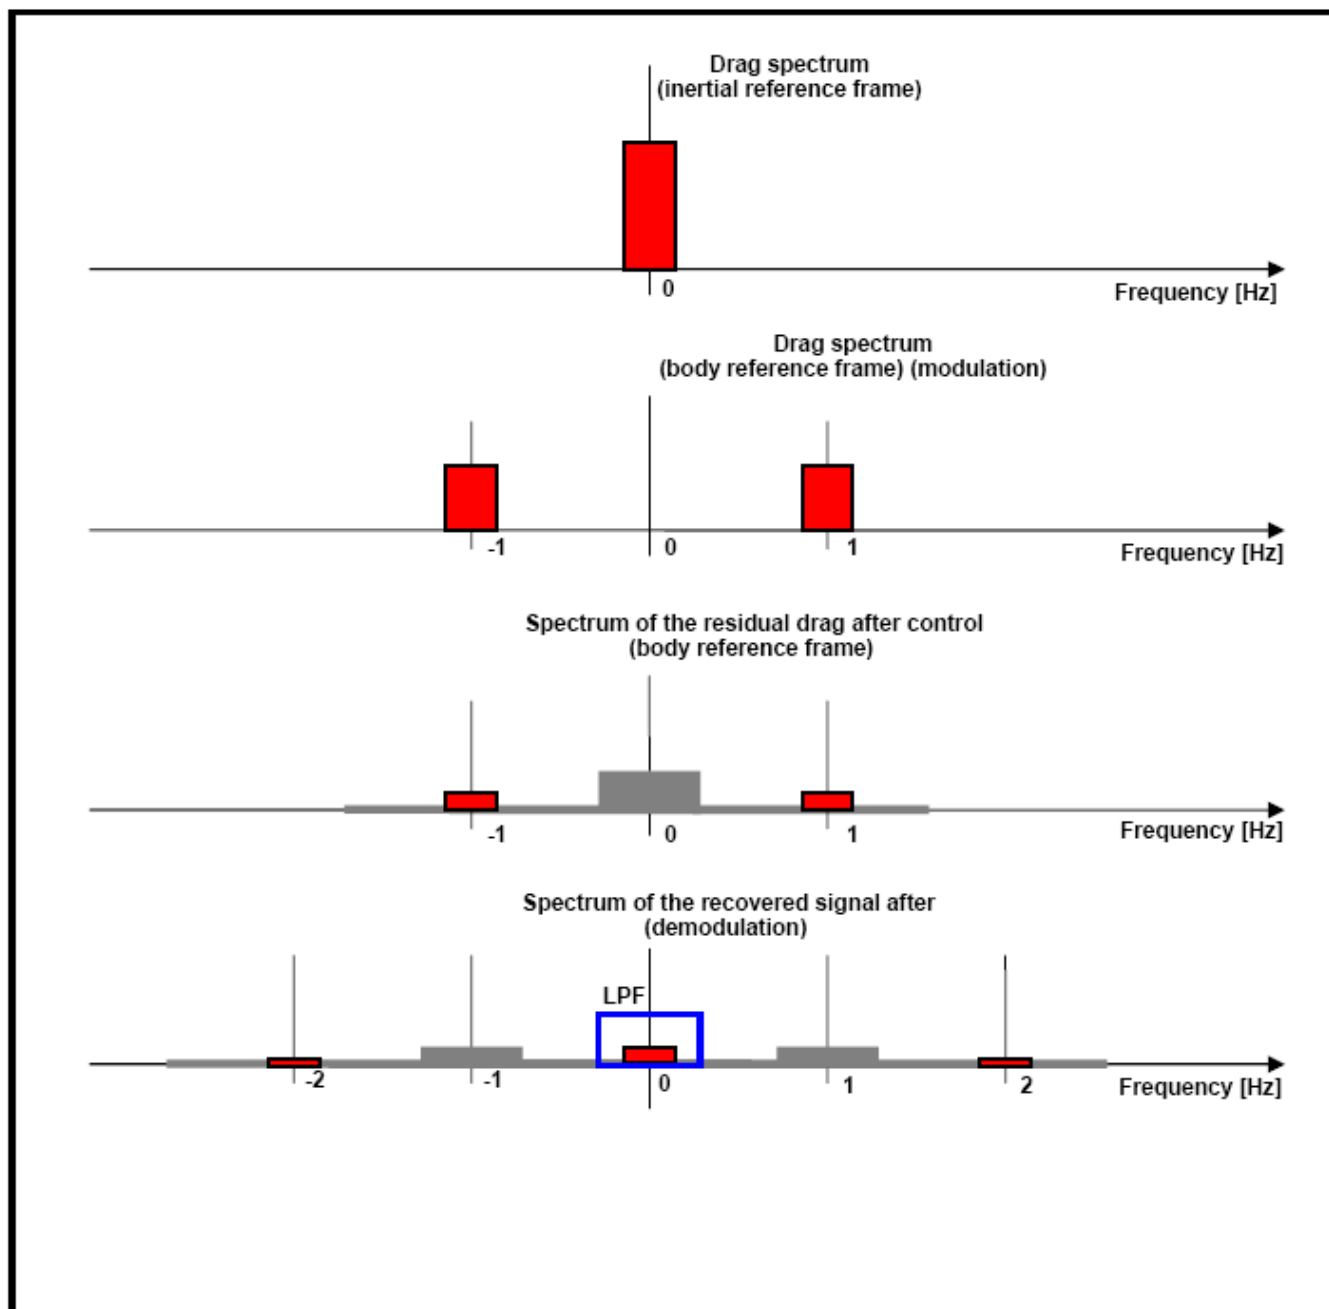 Drag spectrum
(inertial reference frame)
0
Frequency [Hz]
Drag spectrum
(body reference frame) (modulation)
-1 0 1
Frequency [Hz]
Spectrum of the residual drag after control
(body reference frame)
-1 0 1
Frequency [Hz]
Spectrum of the recovered signal after
(demodulation)
LPF
-2 -1 0 1 2
Frequency [Hz]